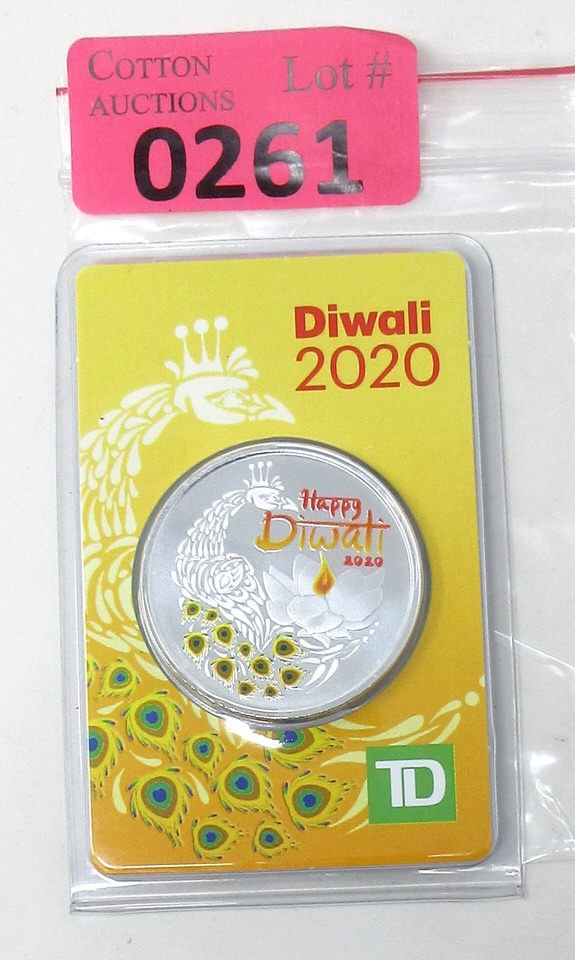 COTTON Lot #
AUCTIONS
0261
Diwali
2020
Happy
Diwali
2020
TD